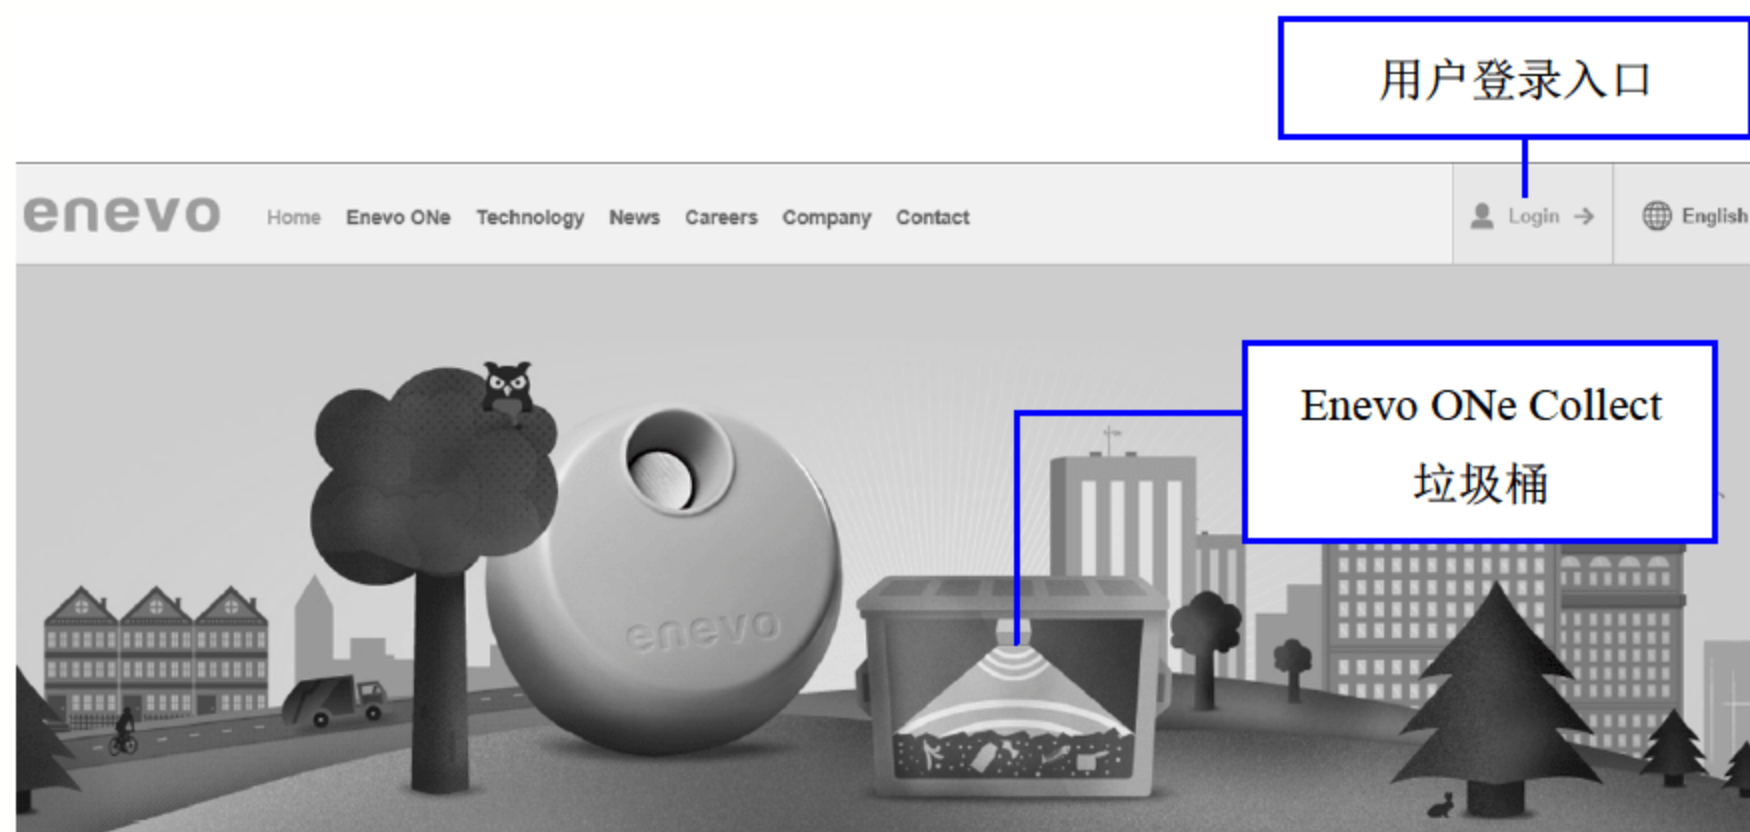 用户登录入口
enevo
Home Enevo ONe Technology News Careers Company Contact
Login
English
Enevo ONe Collect
垃圾桶
enevo